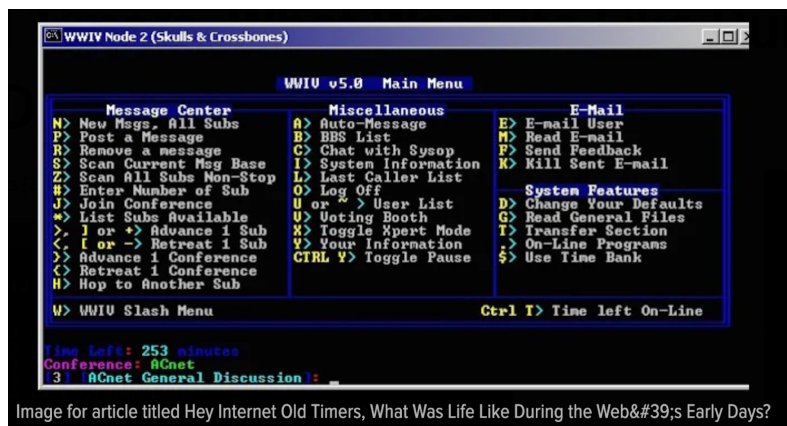 WWIV Node 2 (Skulls & Crossbones)
WWIV v5.0 Main Menu
Message Center
N> New Msgs, All Subs
P> Post a Message
R> Remove a message
S> Scan Current Msg Base
Z> Scan All Subs Non-Stop
#> Enter Number of Sub
J> Join Conference
*> List Subs Available
>, ] or +> Advance 1 Sub
<, [ or -> Retreat 1 Sub
}> Advance 1 Conference
{> Retreat 1 Conference
H> Hop to Another Sub
Miscellaneous
A> Auto-Message
B> BBS List
C> Chat with Sysop
I> System Information
L> Last Caller List
O> Log Off
U or ~ > User List
V> Voting Booth
X> Toggle Xpert Mode
Y> Your Information
CTRL Y> Toggle Pause
E-Mail
E> E-mail User
M> Read E-mail
F> Send Feedback
K> Kill Sent E-mail
System Features
D> Change Your Defaults
G> Read General Files
T> Transfer Section
.> On-Line Programs
$> Use Time Bank
W> WWIV Slash Menu
Ctrl T> Time left On-Line
Time Left: 253 minutes
Conference: ACnet
[3] [ACnet General Discussion]: _
Image for article titled Hey Internet Old Timers, What Was Life Like During the Web&#39;s Early Days?